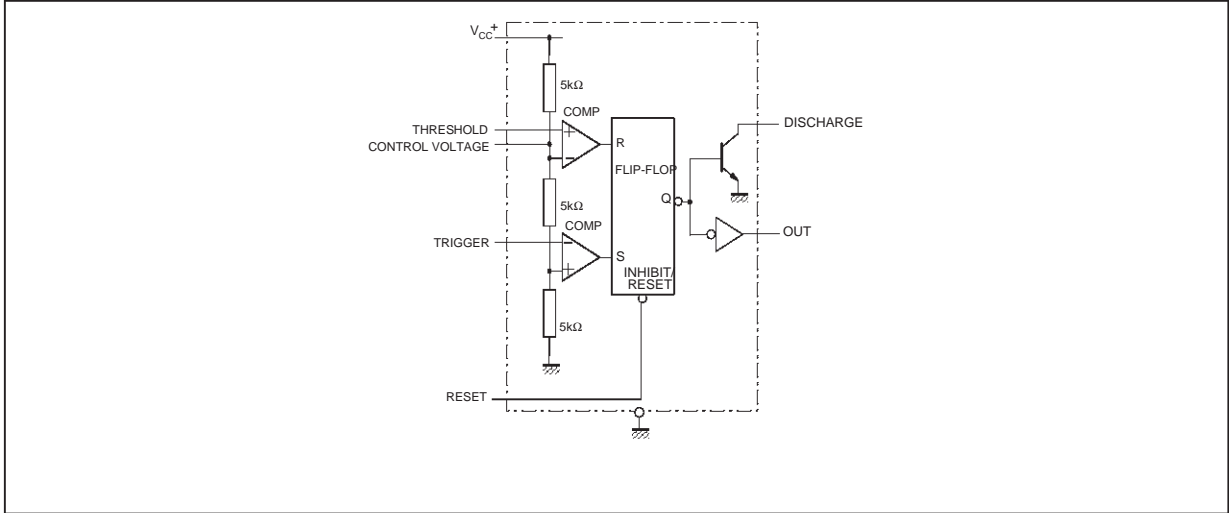 VCC+
5kΩ
COMP
THRESHOLD
CONTROL VOLTAGE
R
DISCHARGE
FLIP-FLOP
Q
5kΩ
COMP
OUT
TRIGGER
S
INHIBIT/
RESET
5kΩ
RESET